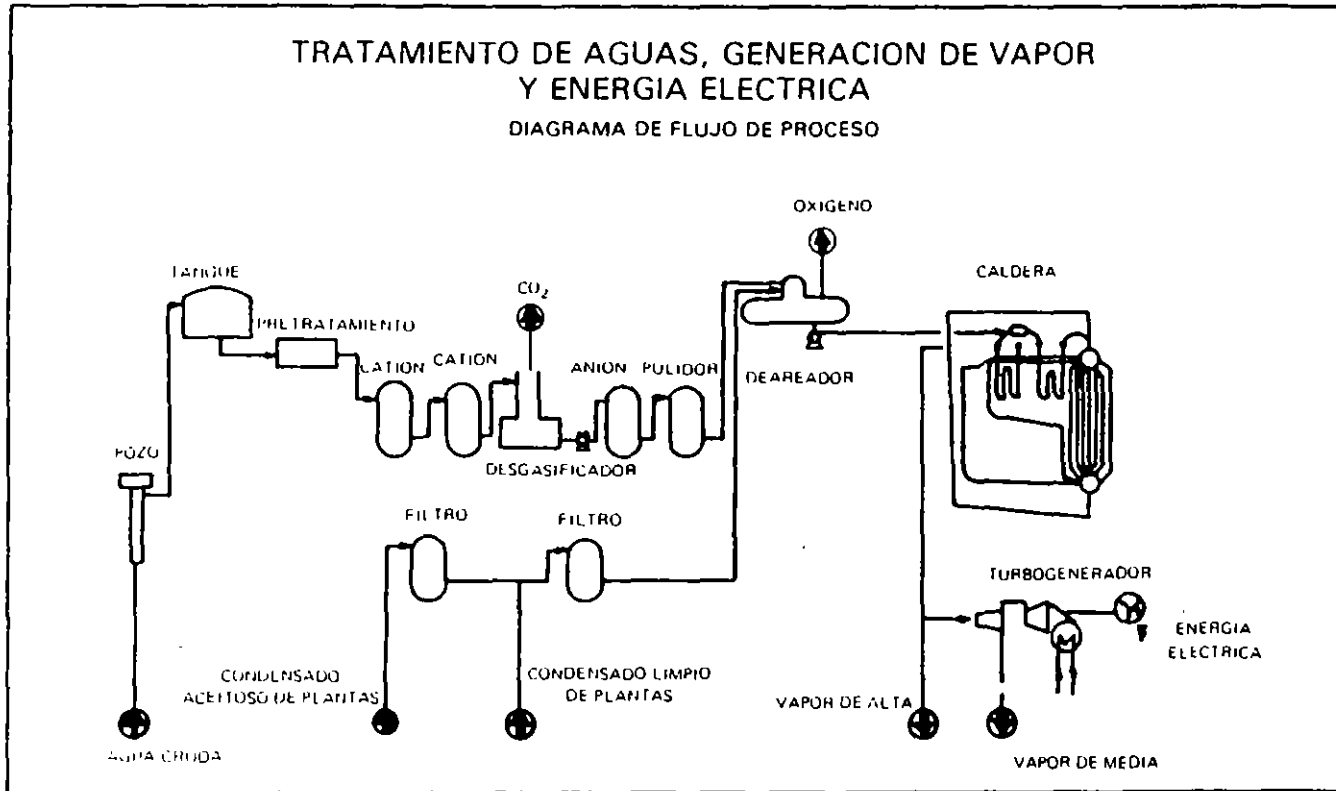 TRATAMIENTO DE AGUAS, GENERACION DE VAPOR
Y ENERGIA ELECTRICA
DIAGRAMA DE FLUJO DE PROCESO
OXIGENO
TANQUE
CO2
CALDERA
PRETRATAMIENTO
CATION
CATION
ANION
PULIDOR
DEAREADOR
POZO
DESGASIFICADOR
FILTRO
FILTRO
TURBOGENERADOR
M
ENERGIA
ELECTRICA
CONDENSADO
ACEITOSO DE PLANTAS
CONDENSADO LIMPIO
DE PLANTAS
VAPOR DE ALTA
AGUA CRUDA
VAPOR DE MEDIA